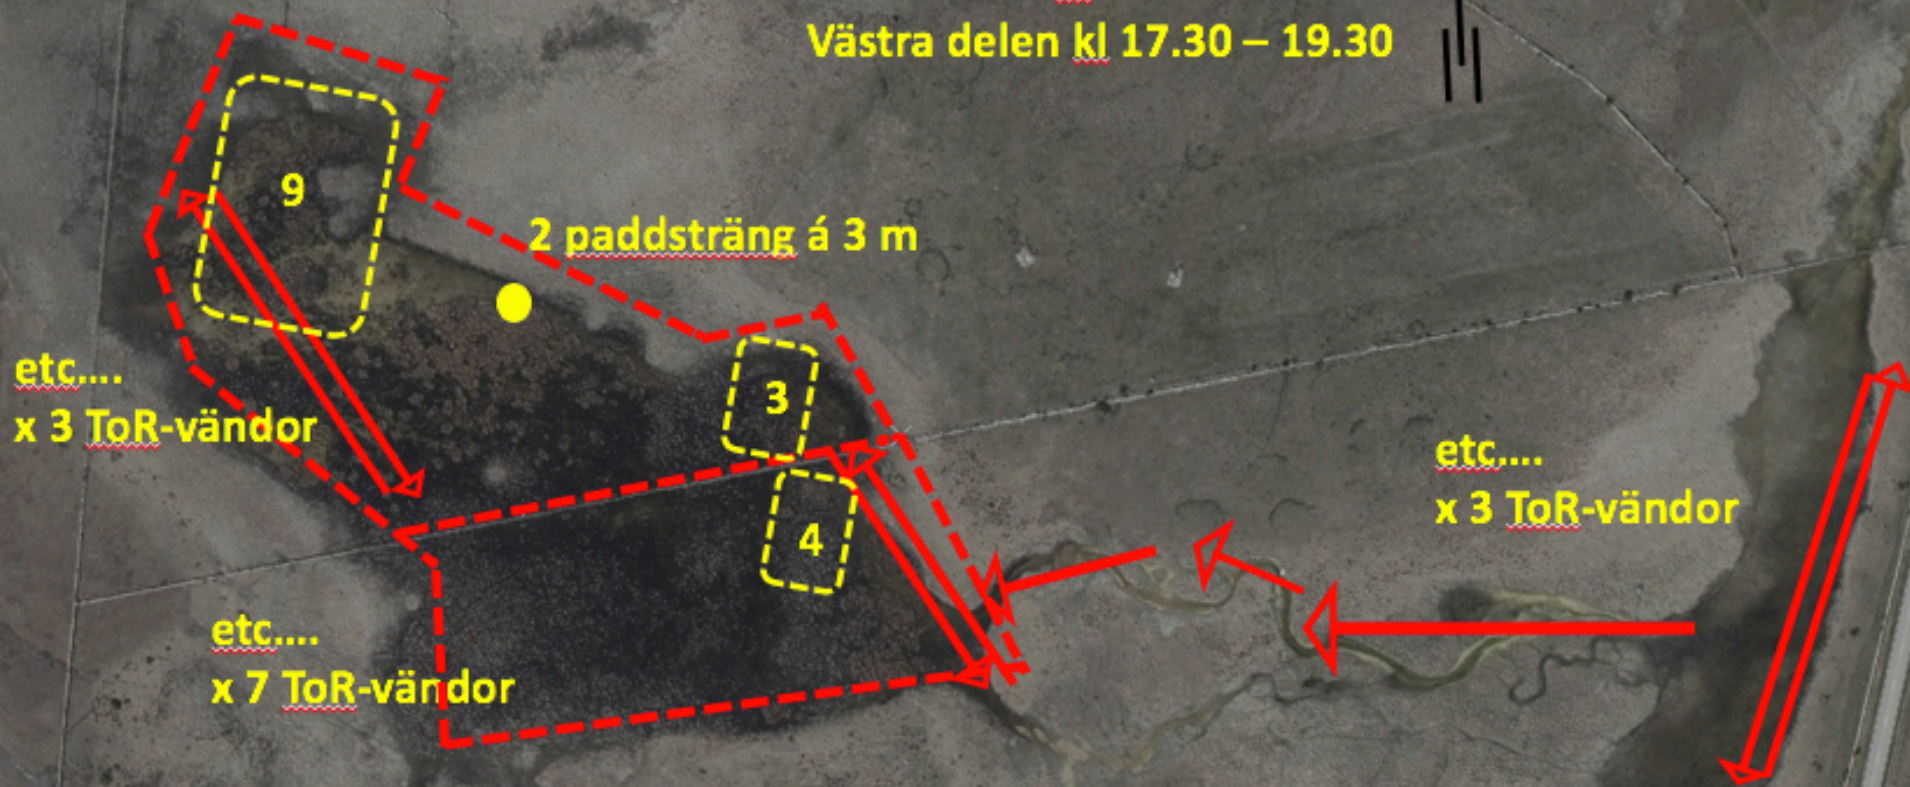 Västra delen kl 17.30 – 19.30
9
2 paddsträng á 3 m
3
etc....
x 3 ToR-vändor
4
etc....
x 3 ToR-vändor
etc....
x 7 ToR-vändor